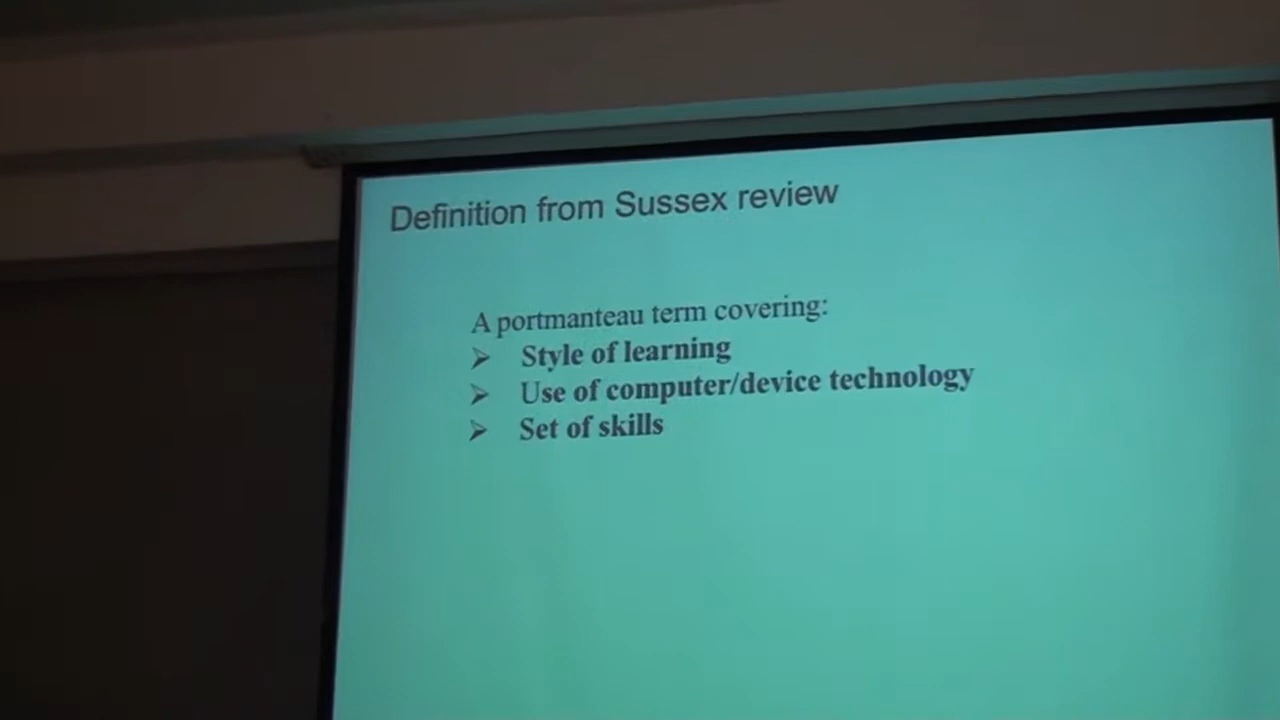 Definition from Sussex review
A portmanteau term covering:
➢ Style of learning
➢ Use of computer/device technology
➢ Set of skills